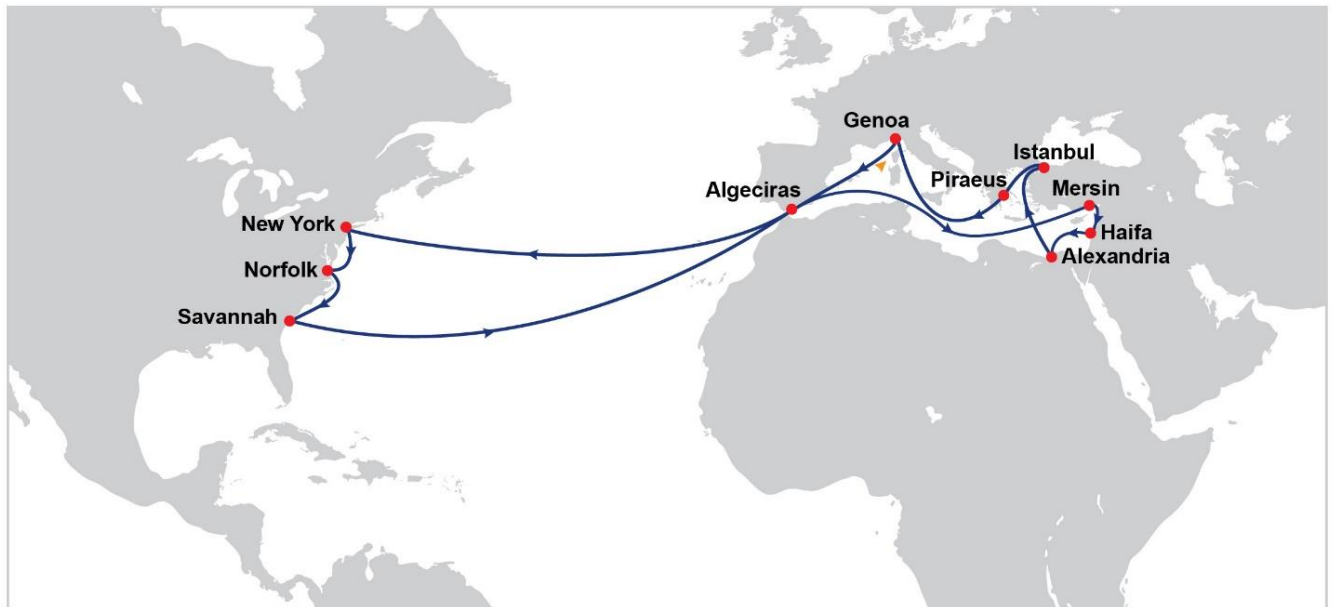 Genoa
Istanbul
Piraeus
Mersin
Algeciras
New York
Haifa
Alexandria
Norfolk
Savannah